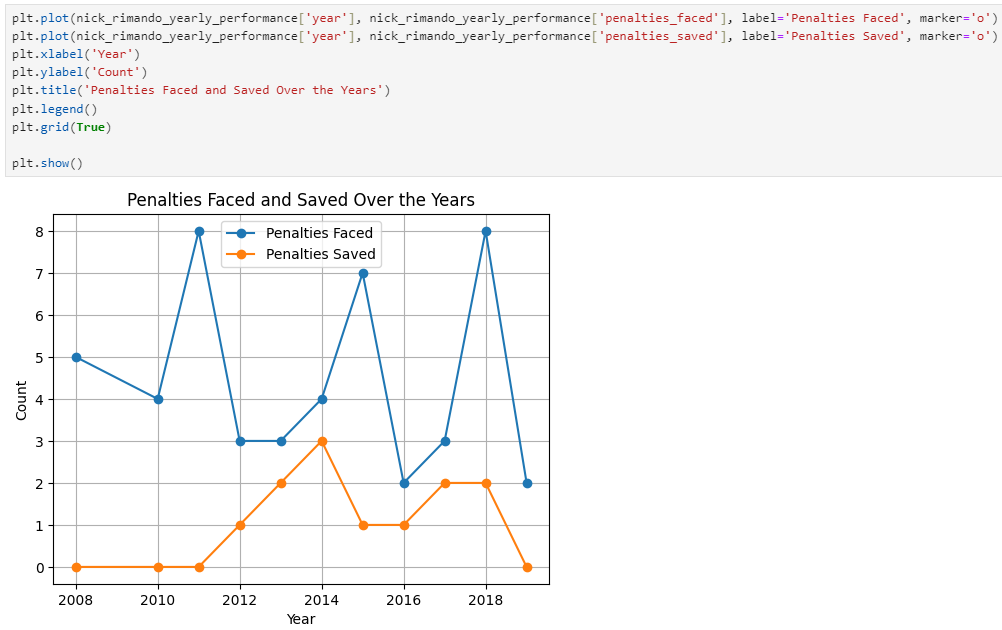 plt.plot(nick_rimando_yearly_performance['year'], nick_rimando_yearly_performance['penalties_faced'], label='Penalties Faced', marker='o')
plt.plot(nick_rimando_yearly_performance['year'], nick_rimando_yearly_performance['penalties_saved'], label='Penalties Saved', marker='o')
plt.xlabel('Year')
plt.ylabel('Count')
plt.title('Penalties Faced and Saved Over the Years')
plt.legend()
plt.grid(True)
plt.show()
Penalties Faced and Saved Over the Years
Penalties Faced
Penalties Saved
8
7
6
5
4
3
2
1
0
Count
2008 2010 2012 2014 2016 2018
Year